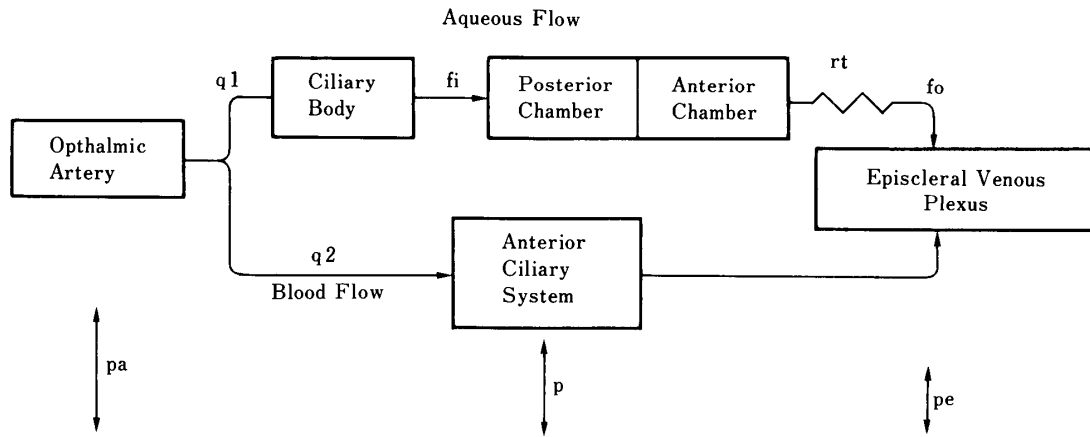 Aqueous Flow
q1
Ciliary
Body
fi
Posterior
Chamber
Anterior
Chamber
rt
fo
Opthalmic
Artery
Episcleral Venous
Plexus
q2
Blood Flow
Anterior
Ciliary
System
pa
p
pe